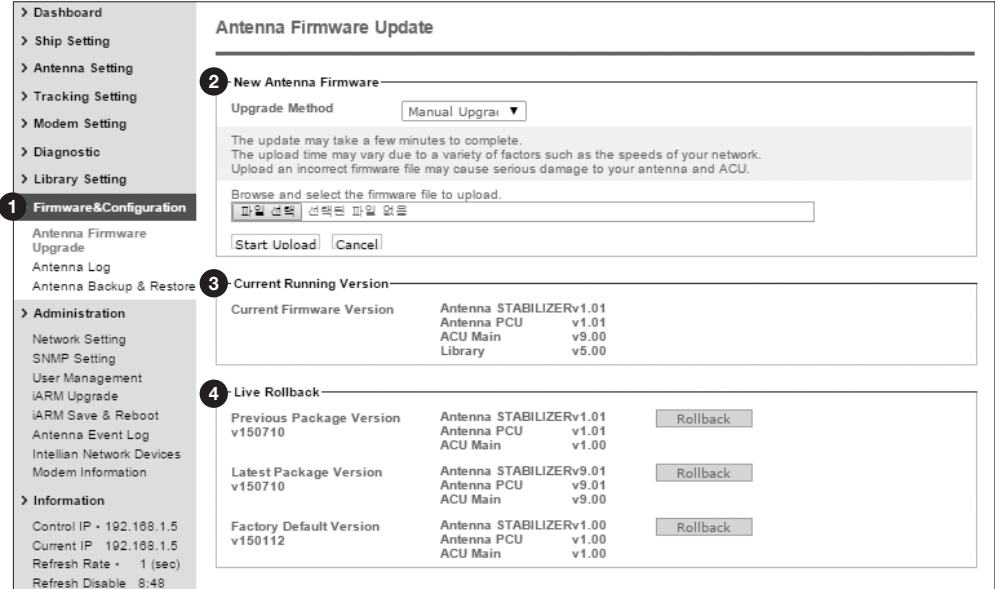 > Dashboard
> Ship Setting
> Antenna Setting
> Tracking Setting
> Modem Setting
> Diagnostic
> Library Setting
1 Firmware&Configuration
Antenna Firmware
Upgrade
Antenna Log
Antenna Backup & Restore
> Administration
Network Setting
SNMP Setting
User Management
iARM Upgrade
iARM Save & Reboot
Antenna Event Log
Intellian Network Devices
Modem Information
> Information
Control IP • 192.168.1.5
Current IP 192.168.1.5
Refresh Rate • 1 (sec)
Refresh Disable 8:48
Antenna Firmware Update
2 New Antenna Firmware
Upgrade Method Manual Upgrac ▼
The update may take a few minutes to complete.
The upload time may vary due to a variety of factors such as the speeds of your network.
Upload an incorrect firmware file may cause serious damage to your antenna and ACU.
Browse and select the firmware file to upload.
파일 선택 선택된 파일 없음
Start Upload Cancel
3 Current Running Version
Current Firmware Version Antenna STABILIZERv1.01
Antenna PCU v1.01
ACU Main v9.00
Library v5.00
4 Live Rollback
Previous Package Version Antenna STABILIZERv1.01 Rollback
v150710 Antenna PCU v1.01
ACU Main v1.00
Latest Package Version Antenna STABILIZERv9.01 Rollback
v150710 Antenna PCU v9.01
ACU Main v9.00
Factory Default Version Antenna STABILIZERv1.00 Rollback
v150112 Antenna PCU v1.00
ACU Main v1.00